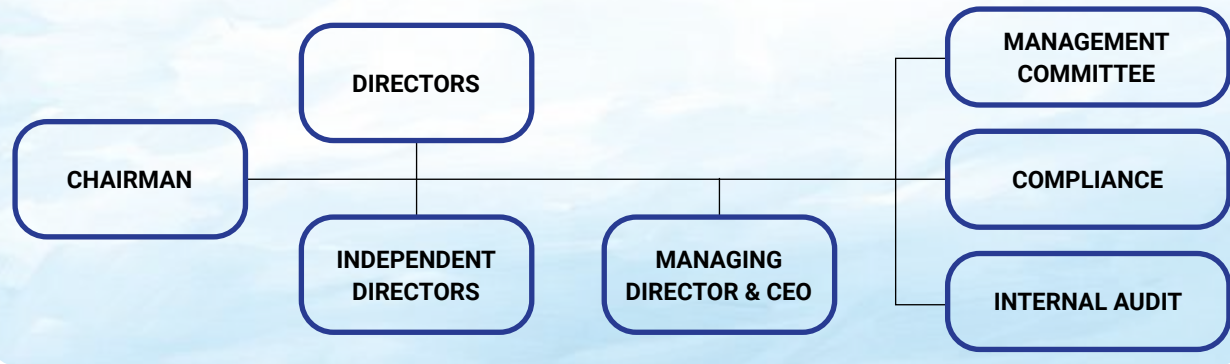 CHAIRMAN
DIRECTORS
INDEPENDENT
DIRECTORS
MANAGING
DIRECTOR & CEO
MANAGEMENT
COMMITTEE
COMPLIANCE
INTERNAL AUDIT